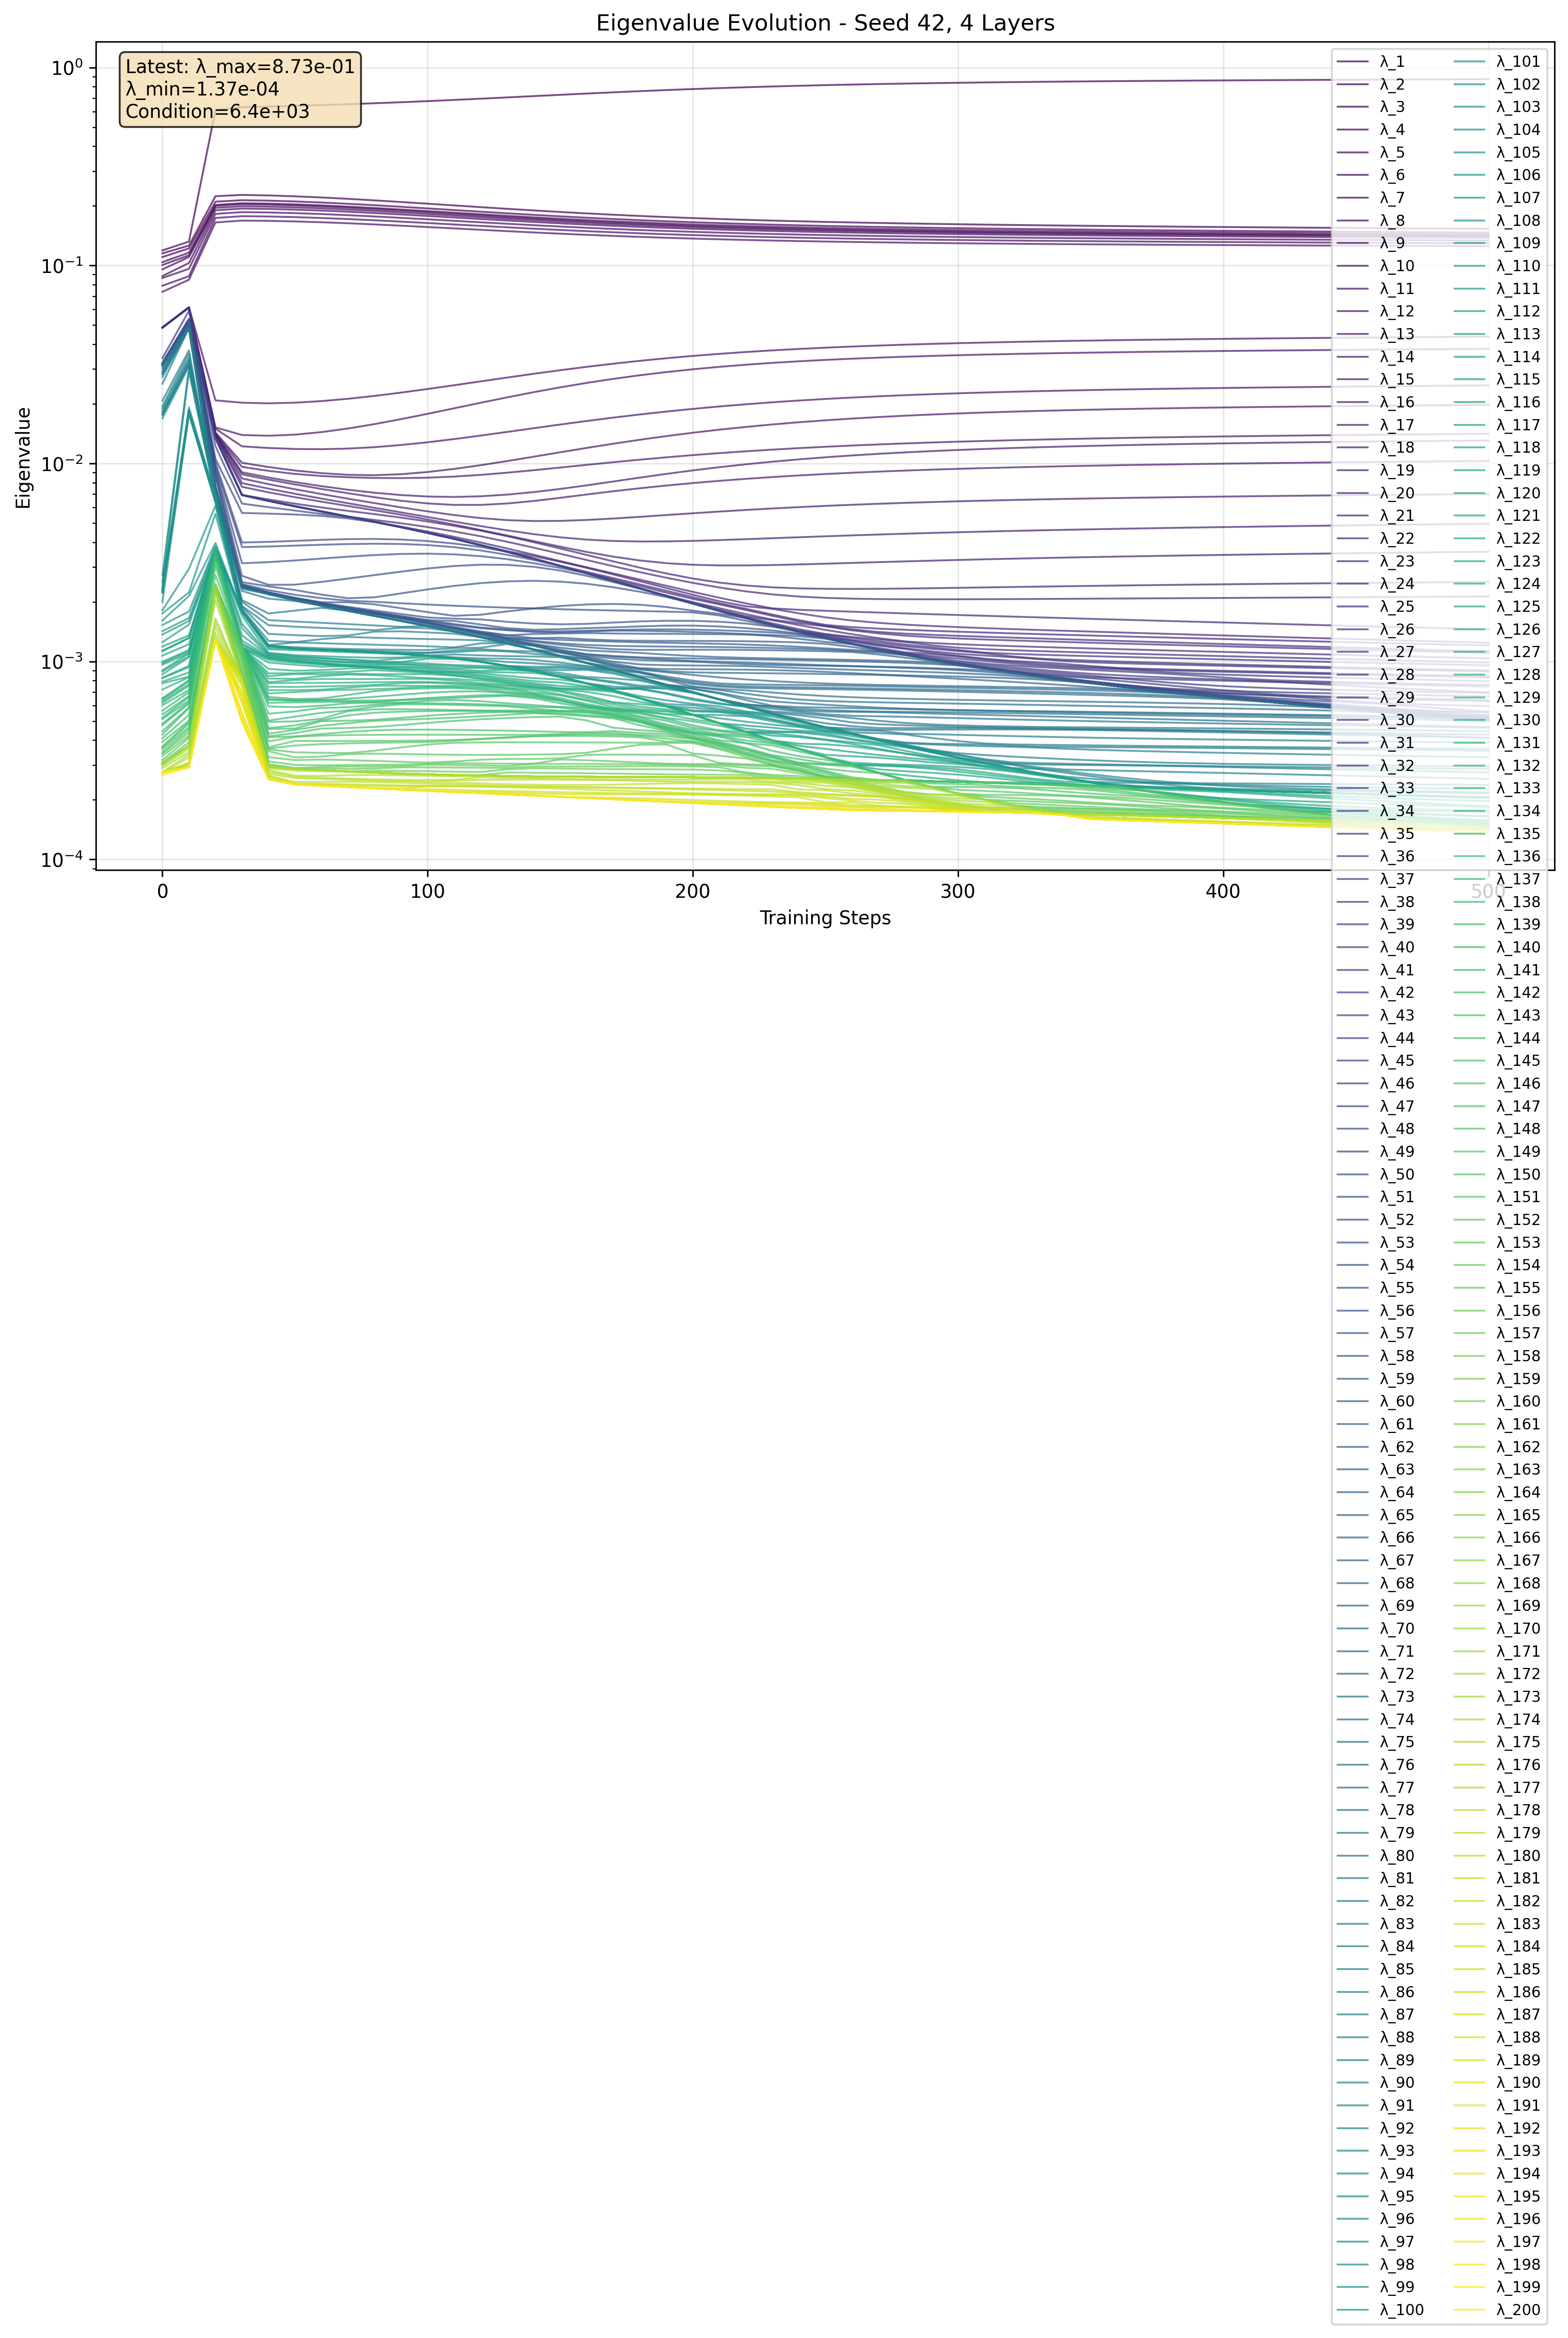 Eigenvalue Evolution - Seed 42, 4 Layers
Latest: λ_max=8.73e-01
λ_min=1.37e-04
Condition=6.4e+03
Eigenvalue
10⁰
10⁻¹
10⁻²
10⁻³
10⁻⁴
0 100 200 300 400 500
Training Steps
λ_1
λ_2
λ_3
λ_4
λ_5
λ_6
λ_7
λ_8
λ_9
λ_10
λ_11
λ_12
λ_13
λ_14
λ_15
λ_16
λ_17
λ_18
λ_19
λ_20
λ_21
λ_22
λ_23
λ_24
λ_25
λ_26
λ_27
λ_28
λ_29
λ_30
λ_31
λ_32
λ_33
λ_34
λ_35
λ_36
λ_37
λ_38
λ_39
λ_40
λ_41
λ_42
λ_43
λ_44
λ_45
λ_46
λ_47
λ_48
λ_49
λ_50
λ_51
λ_52
λ_53
λ_54
λ_55
λ_56
λ_57
λ_58
λ_59
λ_60
λ_61
λ_62
λ_63
λ_64
λ_65
λ_66
λ_67
λ_68
λ_69
λ_70
λ_71
λ_72
λ_73
λ_74
λ_75
λ_76
λ_77
λ_78
λ_79
λ_80
λ_81
λ_82
λ_83
λ_84
λ_85
λ_86
λ_87
λ_88
λ_89
λ_90
λ_91
λ_92
λ_93
λ_94
λ_95
λ_96
λ_97
λ_98
λ_99
λ_100
λ_101
λ_102
λ_103
λ_104
λ_105
λ_106
λ_107
λ_108
λ_109
λ_110
λ_111
λ_112
λ_113
λ_114
λ_115
λ_116
λ_117
λ_118
λ_119
λ_120
λ_121
λ_122
λ_123
λ_124
λ_125
λ_126
λ_127
λ_128
λ_129
λ_130
λ_131
λ_132
λ_133
λ_134
λ_135
λ_136
λ_137
λ_138
λ_139
λ_140
λ_141
λ_142
λ_143
λ_144
λ_145
λ_146
λ_147
λ_148
λ_149
λ_150
λ_151
λ_152
λ_153
λ_154
λ_155
λ_156
λ_157
λ_158
λ_159
λ_160
λ_161
λ_162
λ_163
λ_164
λ_165
λ_166
λ_167
λ_168
λ_169
λ_170
λ_171
λ_172
λ_173
λ_174
λ_175
λ_176
λ_177
λ_178
λ_179
λ_180
λ_181
λ_182
λ_183
λ_184
λ_185
λ_186
λ_187
λ_188
λ_189
λ_190
λ_191
λ_192
λ_193
λ_194
λ_195
λ_196
λ_197
λ_198
λ_199
λ_200